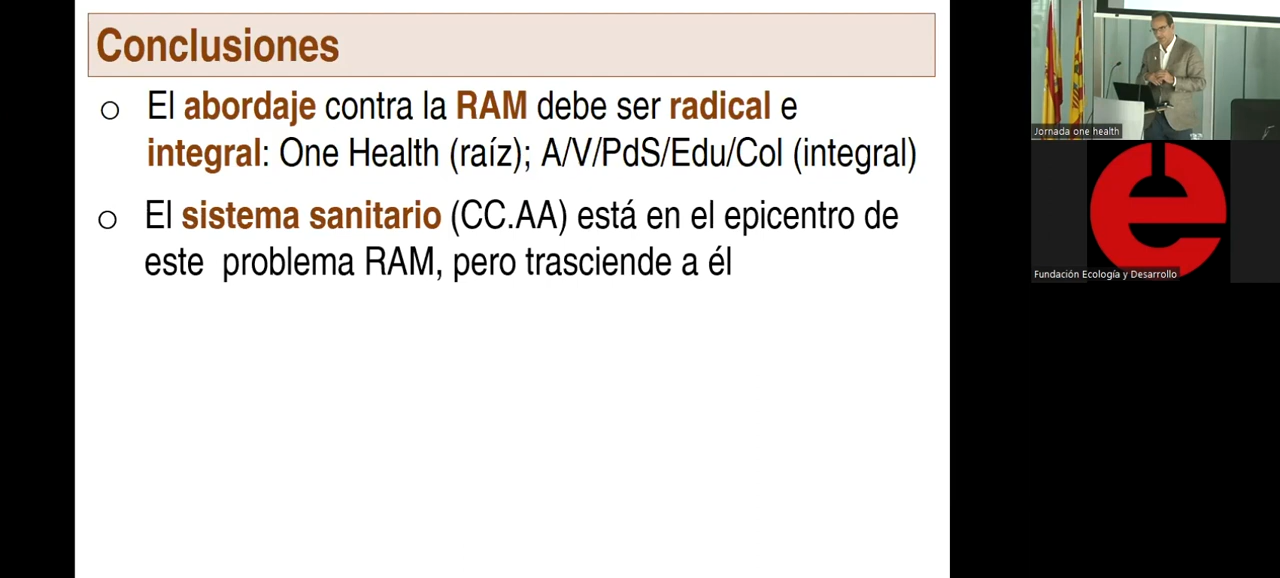 Conclusiones
o El abordaje contra la RAM debe ser radical e
integral: One Health (raíz); A/V/PdS/Edu/Col (integral)
o El sistema sanitario (CC.AA) está en el epicentro de
este problema RAM, pero trasciende a él
Jornada one health
e
Fundación Ecología y Desarrollo